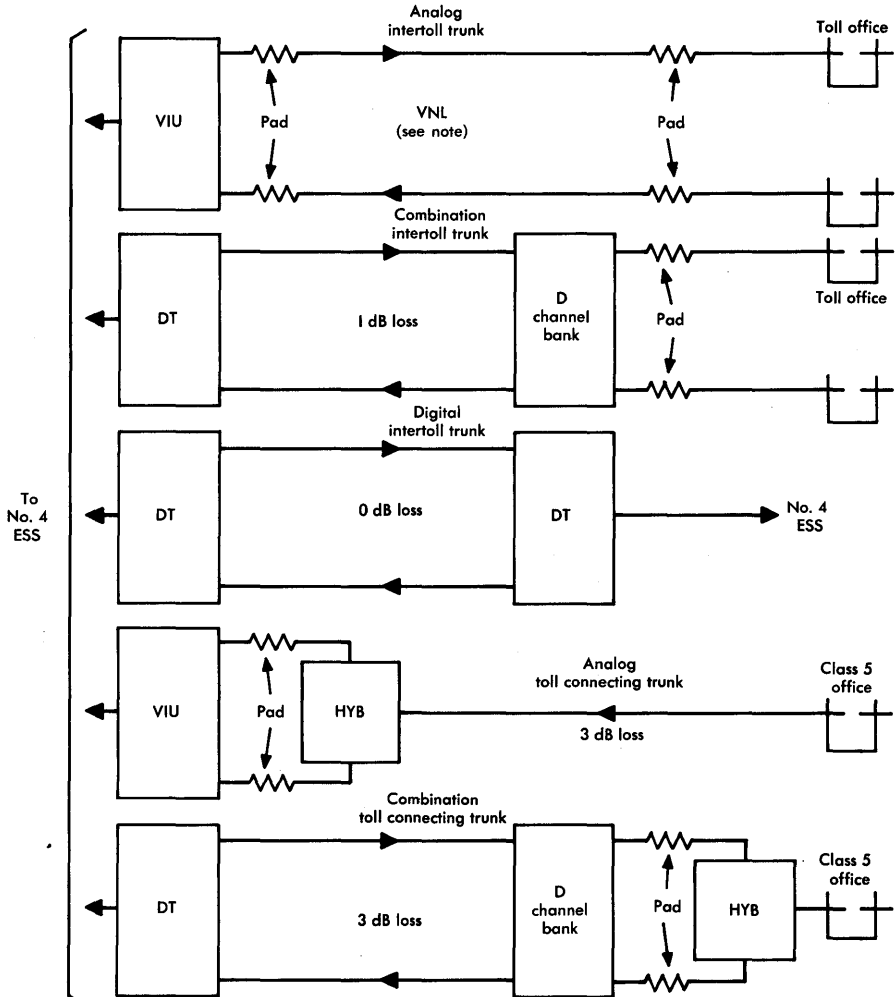 Analog
intertoll trunk
Toll office
VIU
Pad
VNL
(see note)
Pad
Combination
intertoll trunk
Toll office
DT
1 dB loss
D
channel
bank
Pad
Digital
intertoll trunk
To
No. 4
ESS
DT
0 dB loss
DT
No. 4
ESS
Analog
toll connecting trunk
Class 5
office
VIU
Pad
HYB
3 dB loss
Combination
toll connecting trunk
Class 5
office
DT
3 dB loss
D
channel
bank
Pad
HYB